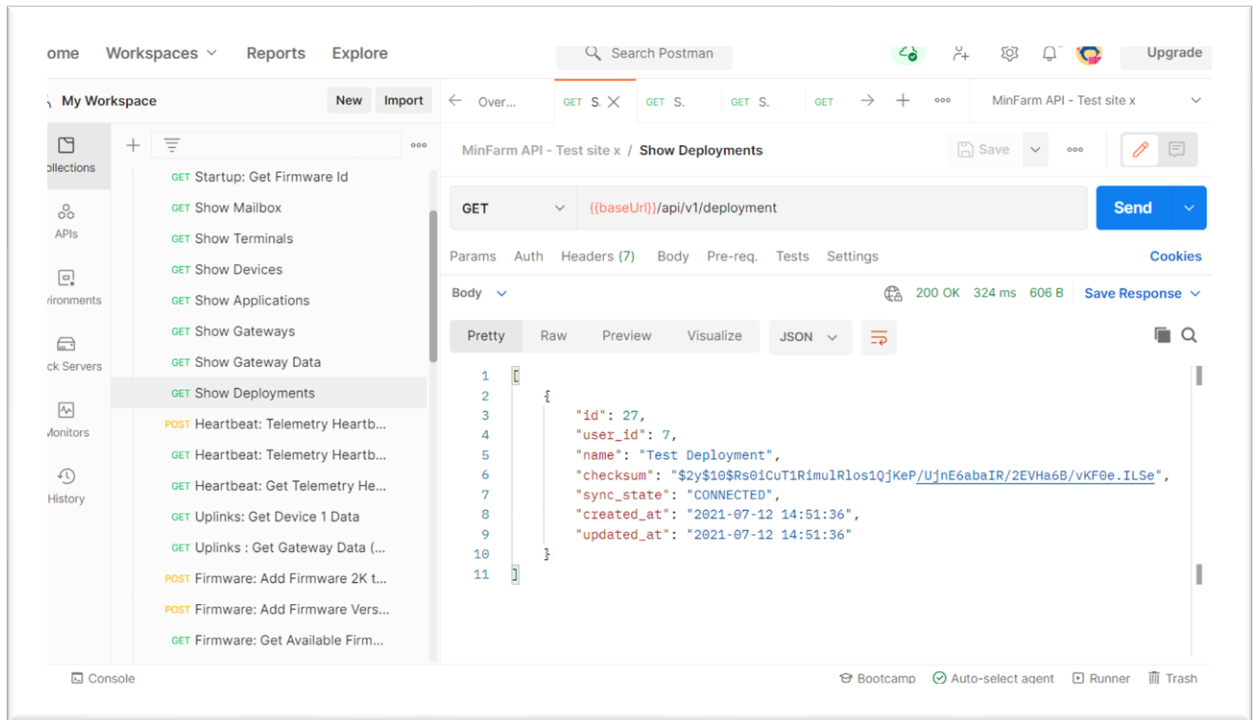 ome Workspaces Reports Explore Search Postman Upgrade
My Workspace New Import Over... GET S. GET S. GET S. GET MinFarm API - Test site x
ollections
APIs
vironments
ck Servers
Monitors
History
GET Startup: Get Firmware Id
GET Show Mailbox
GET Show Terminals
GET Show Devices
GET Show Applications
GET Show Gateways
GET Show Gateway Data
GET Show Deployments
POST Heartbeat: Telemetry Heartb...
GET Heartbeat: Telemetry Heartb...
GET Heartbeat: Get Telemetry He...
GET Uplinks: Get Device 1 Data
GET Uplinks : Get Gateway Data (...
POST Firmware: Add Firmware 2K t...
POST Firmware: Add Firmware Vers...
GET Firmware: Get Available Firm...
MinFarm API - Test site x / Show Deployments Save
GET {{baseUrl}}/api/v1/deployment Send
Params Auth Headers (7) Body Pre-req. Tests Settings Cookies
Body 200 OK 324 ms 606 B Save Response
Pretty Raw Preview Visualize JSON
1 [
2 {
3 "id": 27,
4 "user_id": 7,
5 "name": "Test Deployment",
6 "checksum": "$2y$10$Rs0iCuT1RimulRlos1QjKeP/UjnE6abaIR/2EVHa6B/vKF0e.ILSe",
7 "sync_state": "CONNECTED",
8 "created_at": "2021-07-12 14:51:36",
9 "updated_at": "2021-07-12 14:51:36"
10 }
11 ]
Console Bootcamp Auto-select agent Runner Trash